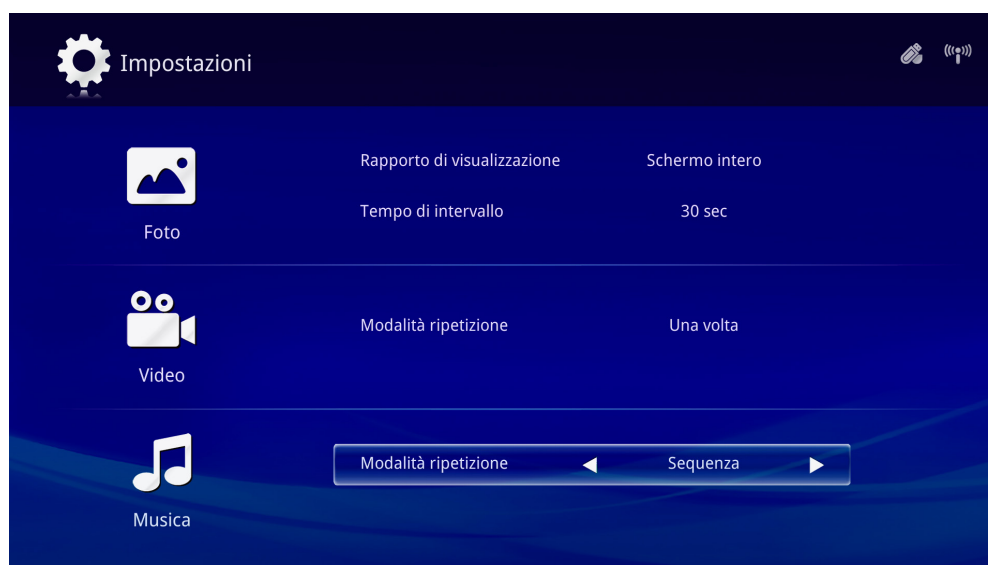 Impostazioni
Rapporto di visualizzazione Schermo intero
Tempo di intervallo 30 sec
Foto
Modalità ripetizione Una volta
Video
Modalità ripetizione Sequenza
Musica